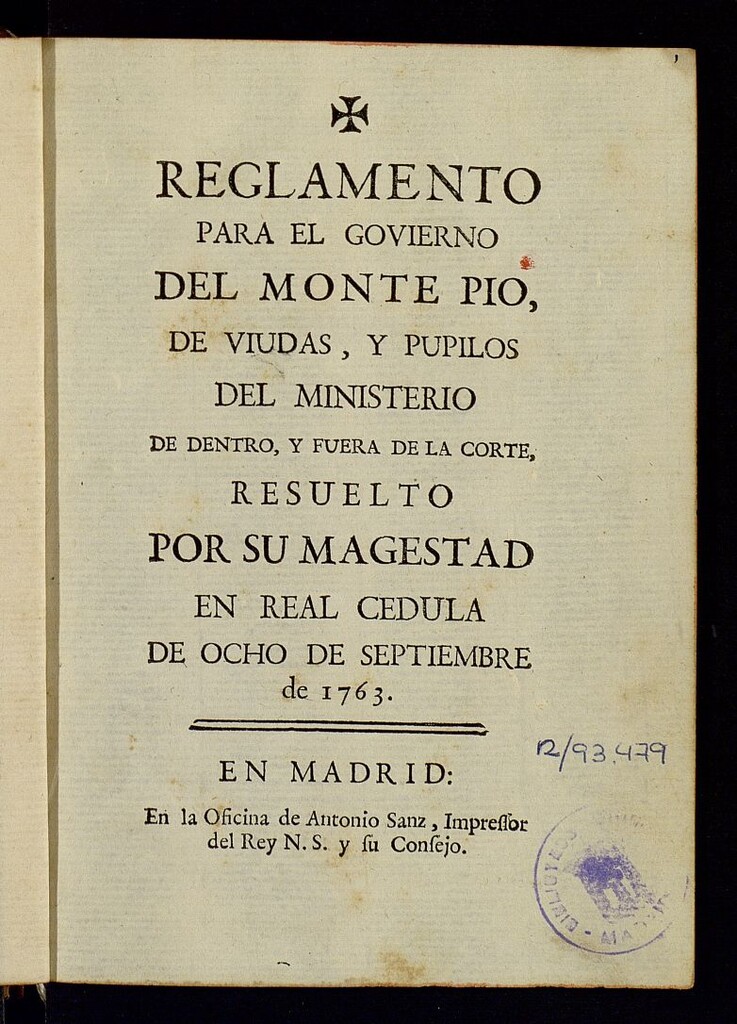 REGLAMENTO
PARA EL GOVIERNO
DEL MONTE PIO,
DE VIUDAS, Y PUPILOS
DEL MINISTERIO
DE DENTRO, Y FUERA DE LA CORTE,
RESUELTO
POR SU MAGESTAD
EN REAL CEDULA
DE OCHO DE SEPTIEMBRE
de 1763.
EN MADRID:
En la Oficina de Antonio Sanz, Impreſſor
del Rey N. S. y ſu Conſejo.
12/93.479